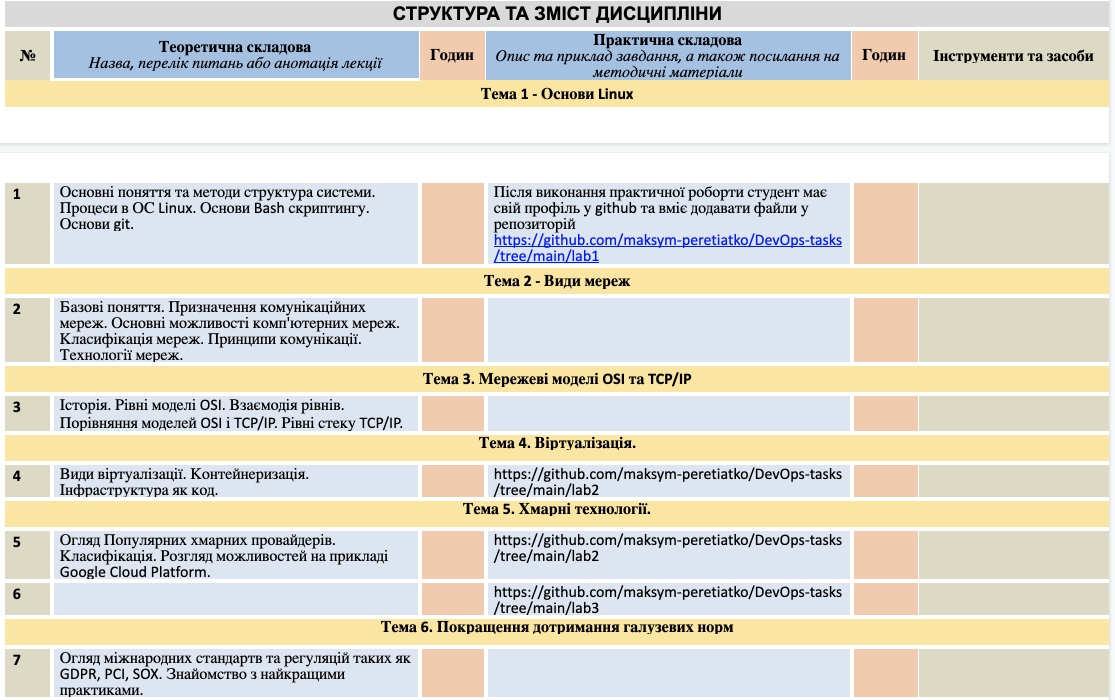 СТРУКТУРА ТА ЗМІСТ ДИСЦИПЛІНИ
№
Теоретична складова
Назва, перелік питань або анотація лекції
Годин
Практична складова
Опис та приклад завдання, а також посилання на
методичні матеріали
Годин
Інструменти та засоби
Тема 1 - Основи Linux
1
Основні поняття та методи структура системи.
Процеси в ОС Linux. Основи Bash скриптингу.
Основи git.
Після виконання практичної роборти студент має
свій профіль у github та вміє додавати файли у
репозиторій
https://github.com/maksym-peretiatko/DevOps-tasks
/tree/main/lab1
Тема 2 - Види мереж
2
Базові поняття. Призначення комунікаційних
мереж. Основні можливості комп'ютерних мереж.
Класифікація мереж. Принципи комунікації.
Технології мереж.
Тема 3. Мережеві моделі OSI та TCP/IP
3
Історія. Рівні моделі OSI. Взаємодія рівнів.
Порівняння моделей OSI і TCP/IP. Рівні стеку TCP/IP.
Тема 4. Віртуалізація.
4
Види віртуалізації. Контейнеризація.
Інфраструктура як код.
https://github.com/maksym-peretiatko/DevOps-tasks
/tree/main/lab2
Тема 5. Хмарні технології.
5
Огляд Популярних хмарних провайдерів.
Класифікація. Розгляд можливостей на прикладі
Google Cloud Platform.
https://github.com/maksym-peretiatko/DevOps-tasks
/tree/main/lab2
6
https://github.com/maksym-peretiatko/DevOps-tasks
/tree/main/lab3
Тема 6. Покращення дотримання галузевих норм
7
Огляд міжнародних стандартв та регуляцій таких як
GDPR, PCI, SOX. Знайомство з найкращими
практиками.